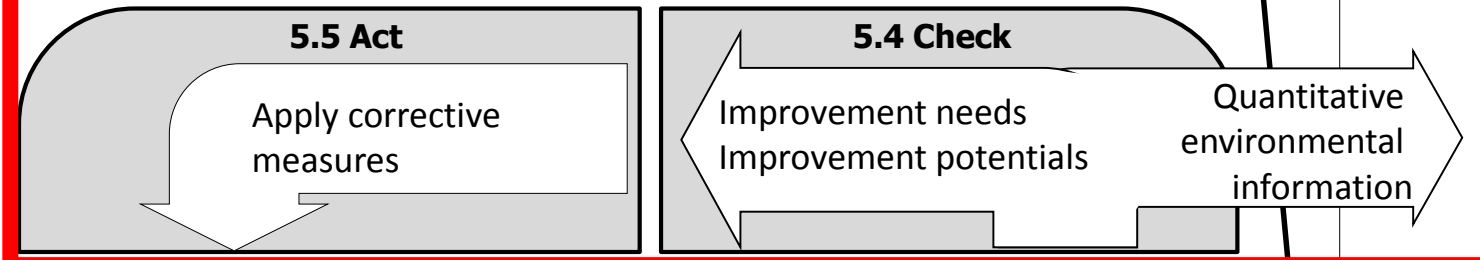 5.5 Act
Apply corrective
measures
5.4 Check
Improvement needs
Improvement potentials
Quantitative
environmental
information